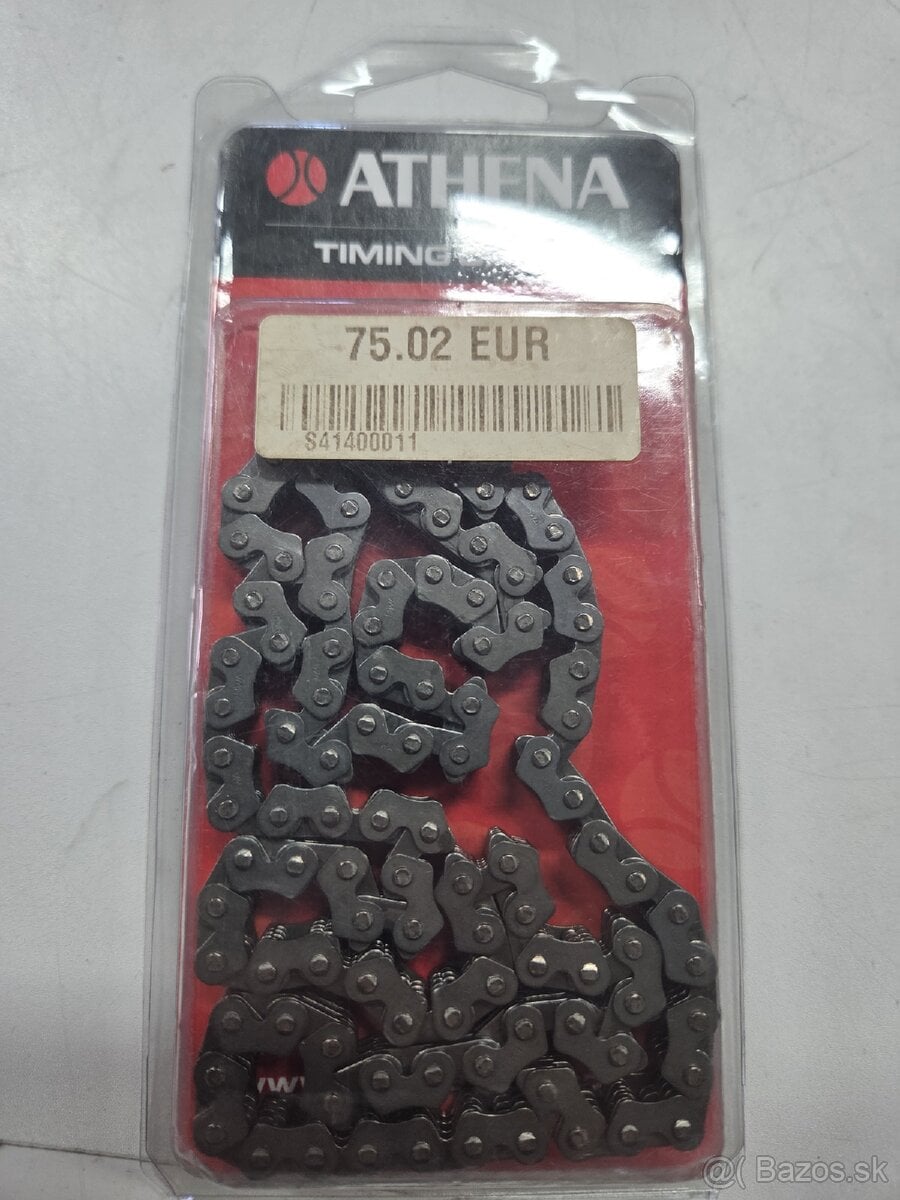 ATHENA
TIMING
75.02 EUR
S41400011
@( Bazos.sk